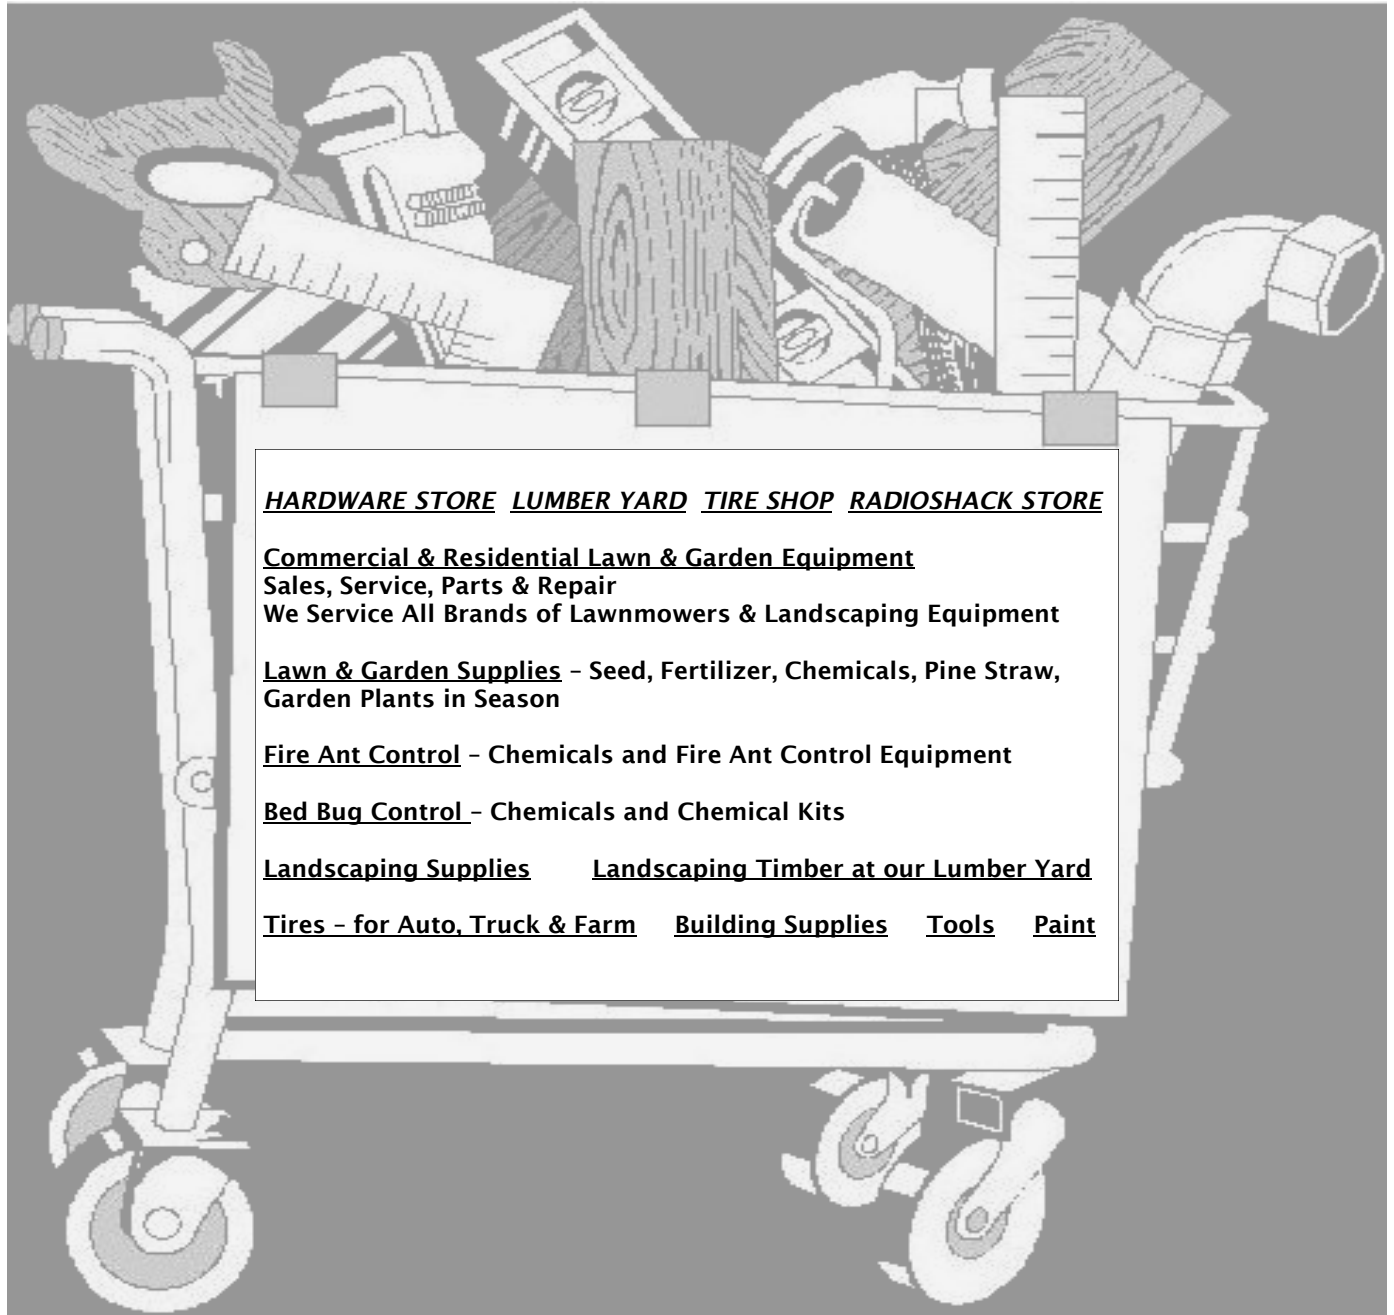 HARDWARE STORE LUMBER YARD TIRE SHOP RADIOSHACK STORE
Commercial & Residential Lawn & Garden Equipment
Sales, Service, Parts & Repair
We Service All Brands of Lawnmowers & Landscaping Equipment
Lawn & Garden Supplies – Seed, Fertilizer, Chemicals, Pine Straw,
Garden Plants in Season
Fire Ant Control – Chemicals and Fire Ant Control Equipment
Bed Bug Control – Chemicals and Chemical Kits
Landscaping Supplies Landscaping Timber at our Lumber Yard
Tires – for Auto, Truck & Farm Building Supplies Tools Paint